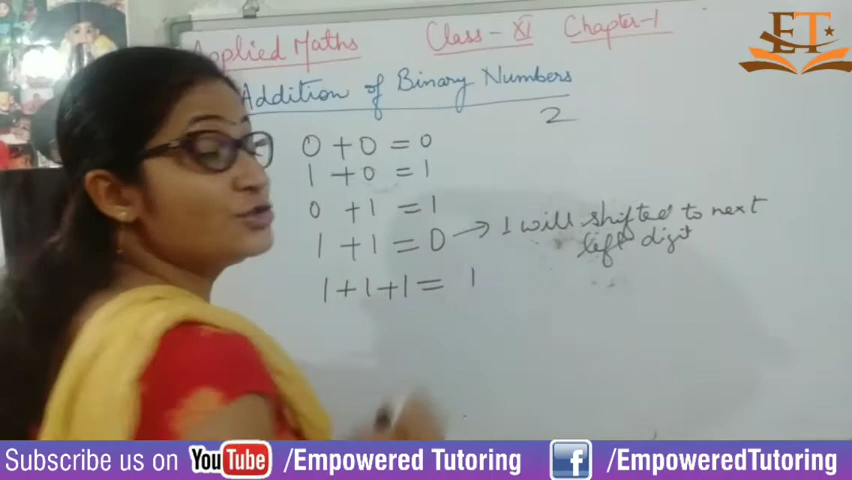 ET
Applied Maths Class - XI Chapter-1
Addition of Binary Numbers
2
0 + 0 = 0
1 + 0 = 1
0 + 1 = 1
1 + 1 = 0 → 1 will shifted to next
left digit
1 + 1 + 1 = 1
Subscribe us on YouTube /Empowered Tutoring f /EmpoweredTutoring